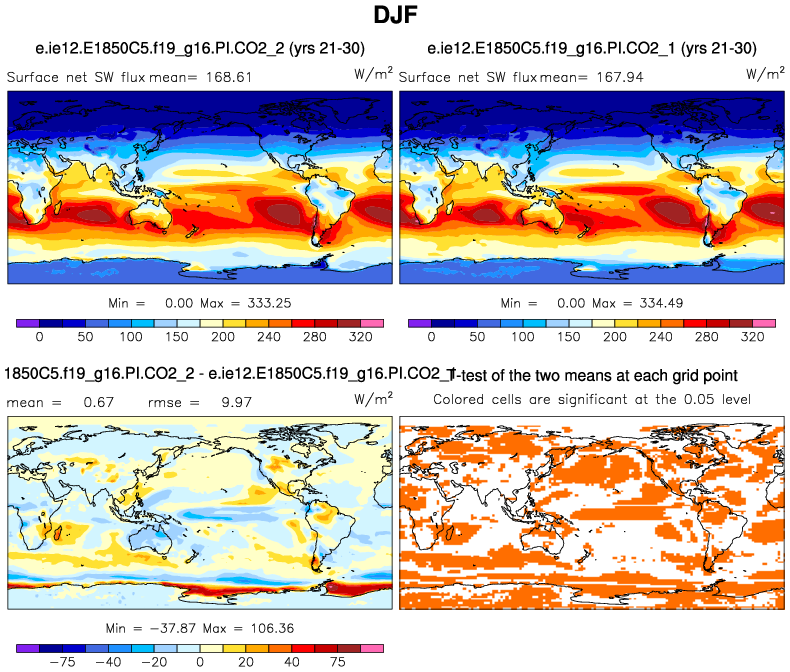 DJF
e.ie12.E1850C5.f19_g16.PI.CO2_2 (yrs 21-30)
e.ie12.E1850C5.f19_g16.PI.CO2_1 (yrs 21-30)
Surface net SW flux mean= 168.61 W/m²
Surface net SW flux mean= 167.94 W/m²
Min = 0.00 Max = 333.25
Min = 0.00 Max = 334.49
0 50 100 150 200 240 280 320
0 50 100 150 200 240 280 320
1850C5.f19_g16.PI.CO2_2 - e.ie12.E1850C5.f19_g16.PI.CO2_
T-test of the two means at each grid point
mean = 0.67 rmse = 9.97 W/m²
Colored cells are significant at the 0.05 level
Min = −37.87 Max = 106.36
−75 −40 −20 0 20 40 75